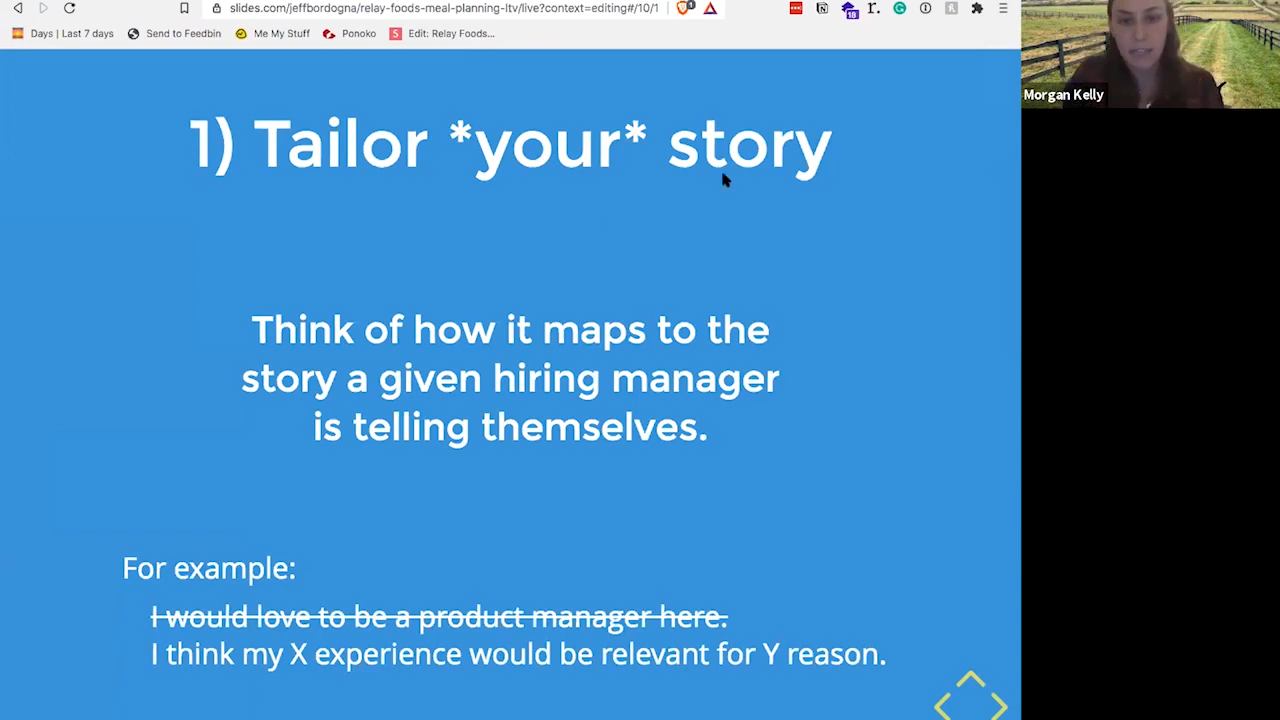 slides.com/jeffbordogna/relay-foods-meal-planning-ltv/live?context=editing#/10/1
1
18
r.
Days | Last 7 days
Send to Feedbin
Me My Stuff
Ponoko
S
Edit: Relay Foods...
Morgan Kelly
1) Tailor *your* story
Think of how it maps to the
story a given hiring manager
is telling themselves.
For example:
I would love to be a product manager here.
I think my X experience would be relevant for Y reason.